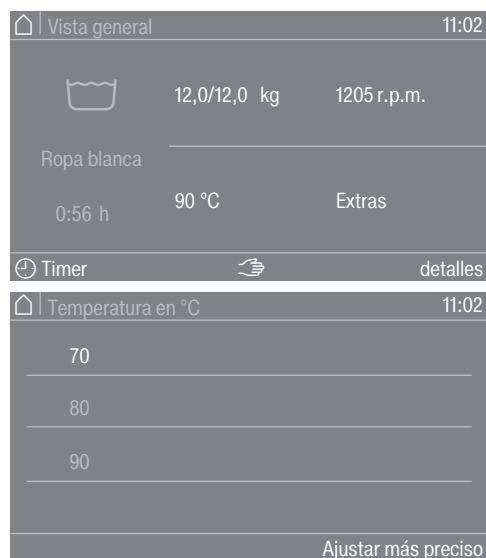 Vista general 11:02
12,0/12,0 kg 1205 r.p.m.
Ropa blanca
90 °C Extras
0:56 h
Timer detalles
Temperatura en °C 11:02
70
80
90
Ajustar más preciso